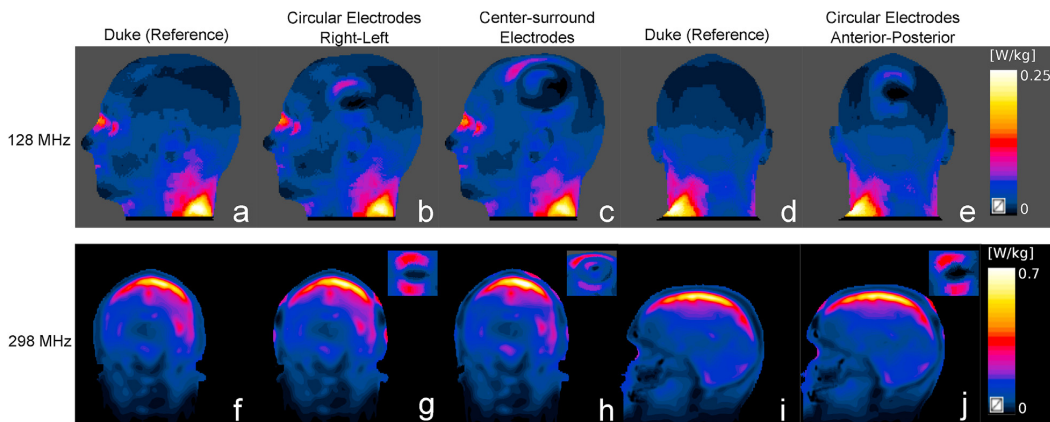 Duke (Reference)
Circular Electrodes
Right-Left
Center-surround
Electrodes
Duke (Reference)
Circular Electrodes
Anterior-Posterior
128 MHz
a
b
c
d
e
[W/kg]
0.25
0
298 MHz
f
g
h
i
j
[W/kg]
0.7
0